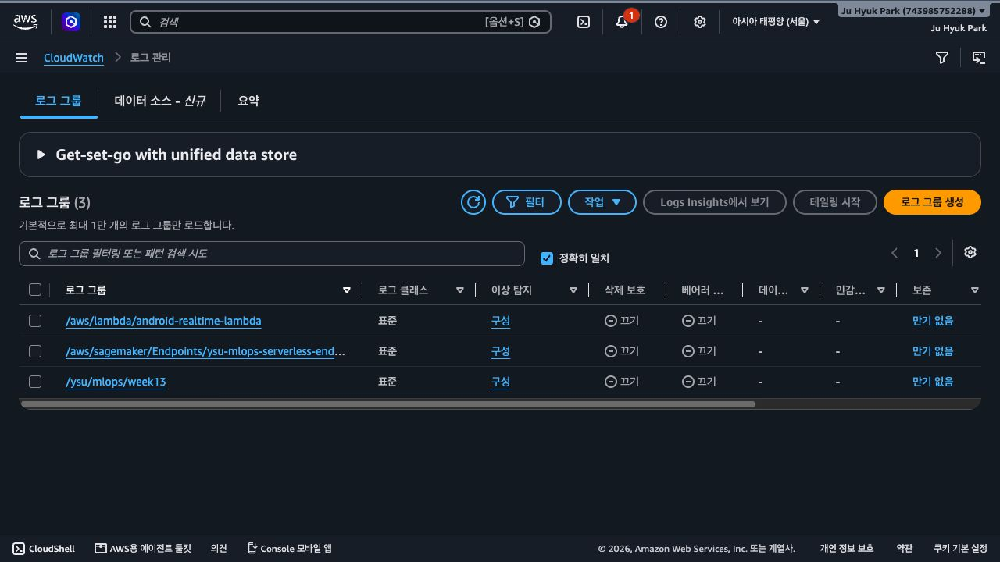 aws
검색
[옵션+S]
1
아시아 태평양 (서울)
Ju Hyuk Park (743985752288)
Ju Hyuk Park
CloudWatch
로그 관리
로그 그룹
데이터 소스 - 신규
요약
Get-set-go with unified data store
로그 그룹 (3)
필터
작업
Logs Insights에서 보기
테일링 시작
로그 그룹 생성
기본적으로 최대 1만 개의 로그 그룹만 로드합니다.
로그 그룹 필터링 또는 패턴 검색 시도
정확히 일치
1
로그 그룹 로그 클래스 이상 탐지 삭제 보호 베어러 ... 데이... 민감... 보존
/aws/lambda/android-realtime-lambda 표준 구성 끄기 끄기 - - 만기 없음
/aws/sagemaker/Endpoints/ysu-mlops-serverless-end... 표준 구성 끄기 끄기 - - 만기 없음
/ysu/mlops/week13 표준 구성 끄기 끄기 - - 만기 없음
CloudShell
AWS용 에이전트 툴킷
의견
Console 모바일 앱
© 2026, Amazon Web Services, Inc. 또는 계열사.
개인 정보 보호
약관
쿠키 기본 설정